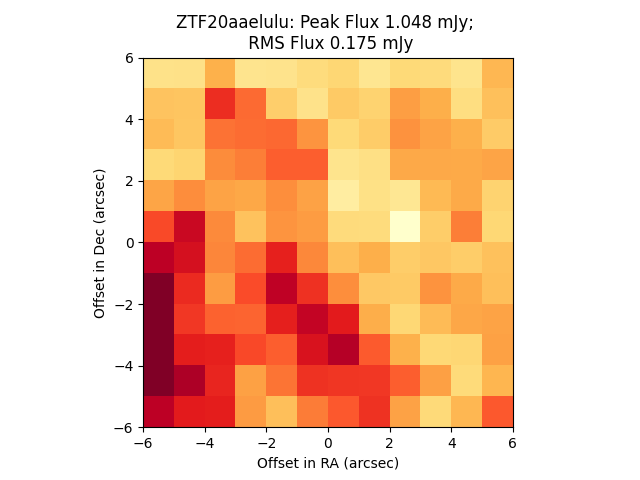 ZTF20aaelulu: Peak Flux 1.048 mJy;
RMS Flux 0.175 mJy
6
4
2
0
−2
−4
−6
Offset in Dec (arcsec)
−6 −4 −2 0 2 4 6
Offset in RA (arcsec)